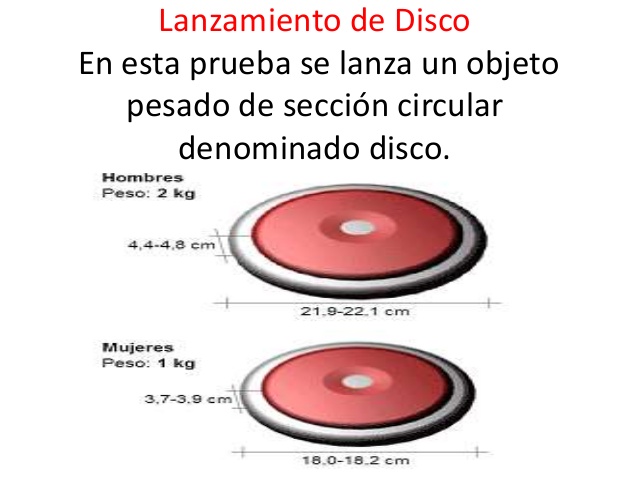 Lanzamiento de Disco
En esta prueba se lanza un objeto
pesado de sección circular
denominado disco.
Hombres
Peso: 2 kg
4,4-4,8 cm
21,9-22,1 cm
Mujeres
Peso: 1 kg
3,7-3,9 cm
18,0-18,2 cm